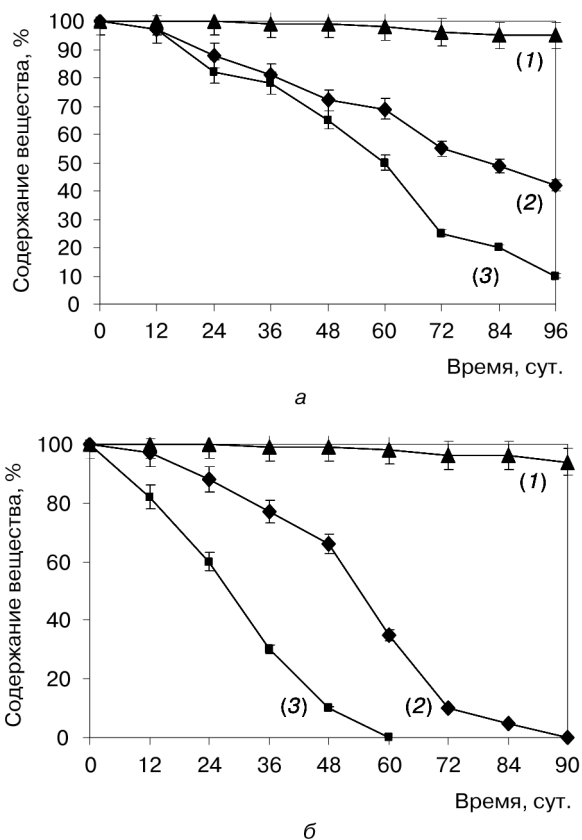 Содержание вещества, %
100
90
80
70
60
50
40
30
20
10
0
(1)
(2)
(3)
0 12 24 36 48 60 72 84 96
Время, сут.
а
Содержание вещества, %
100
80
60
40
20
0
(1)
(3) (2)
0 12 24 36 48 60 72 84 90
Время, сут.
б